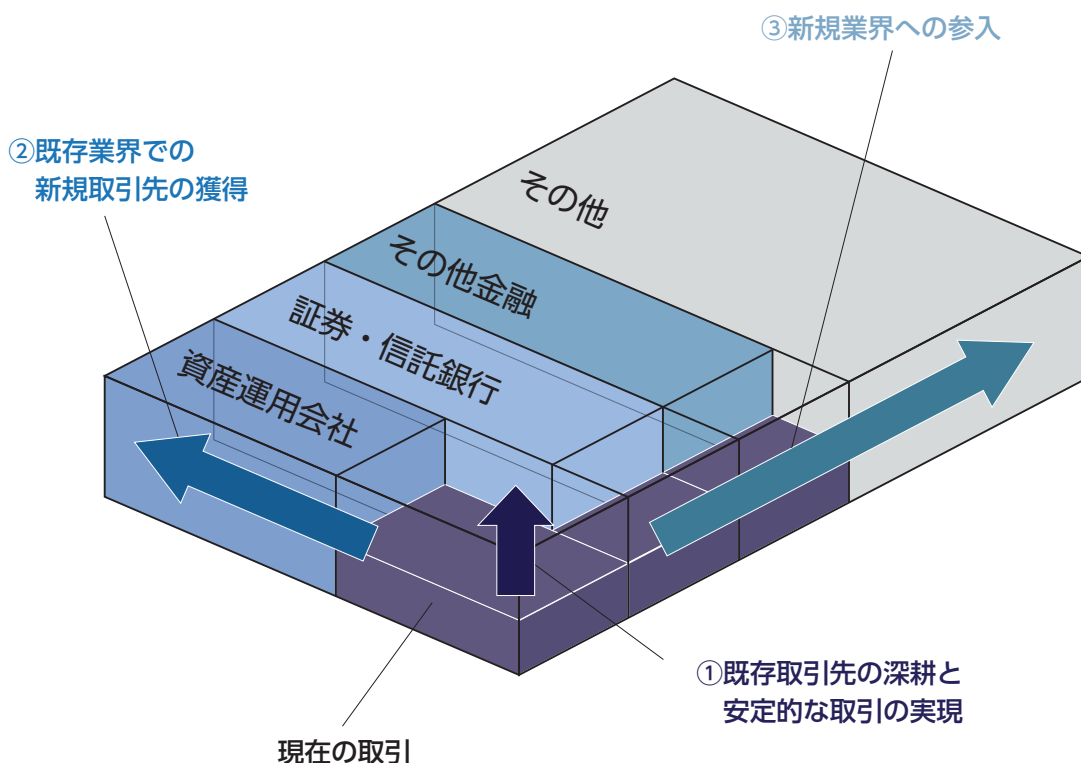 ③新規業界への参入
②既存業界での
新規取引先の獲得
その他
その他金融
証券・信託銀行
資産運用会社
①既存取引先の深耕と
安定的な取引の実現
現在の取引